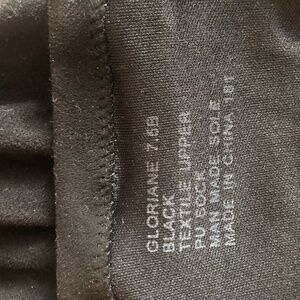 GLORIANE 7.5B
BLACK
TEXTILE UPPER
PU SOCK
MAN MADE SOLE
MADE IN CHINA 181